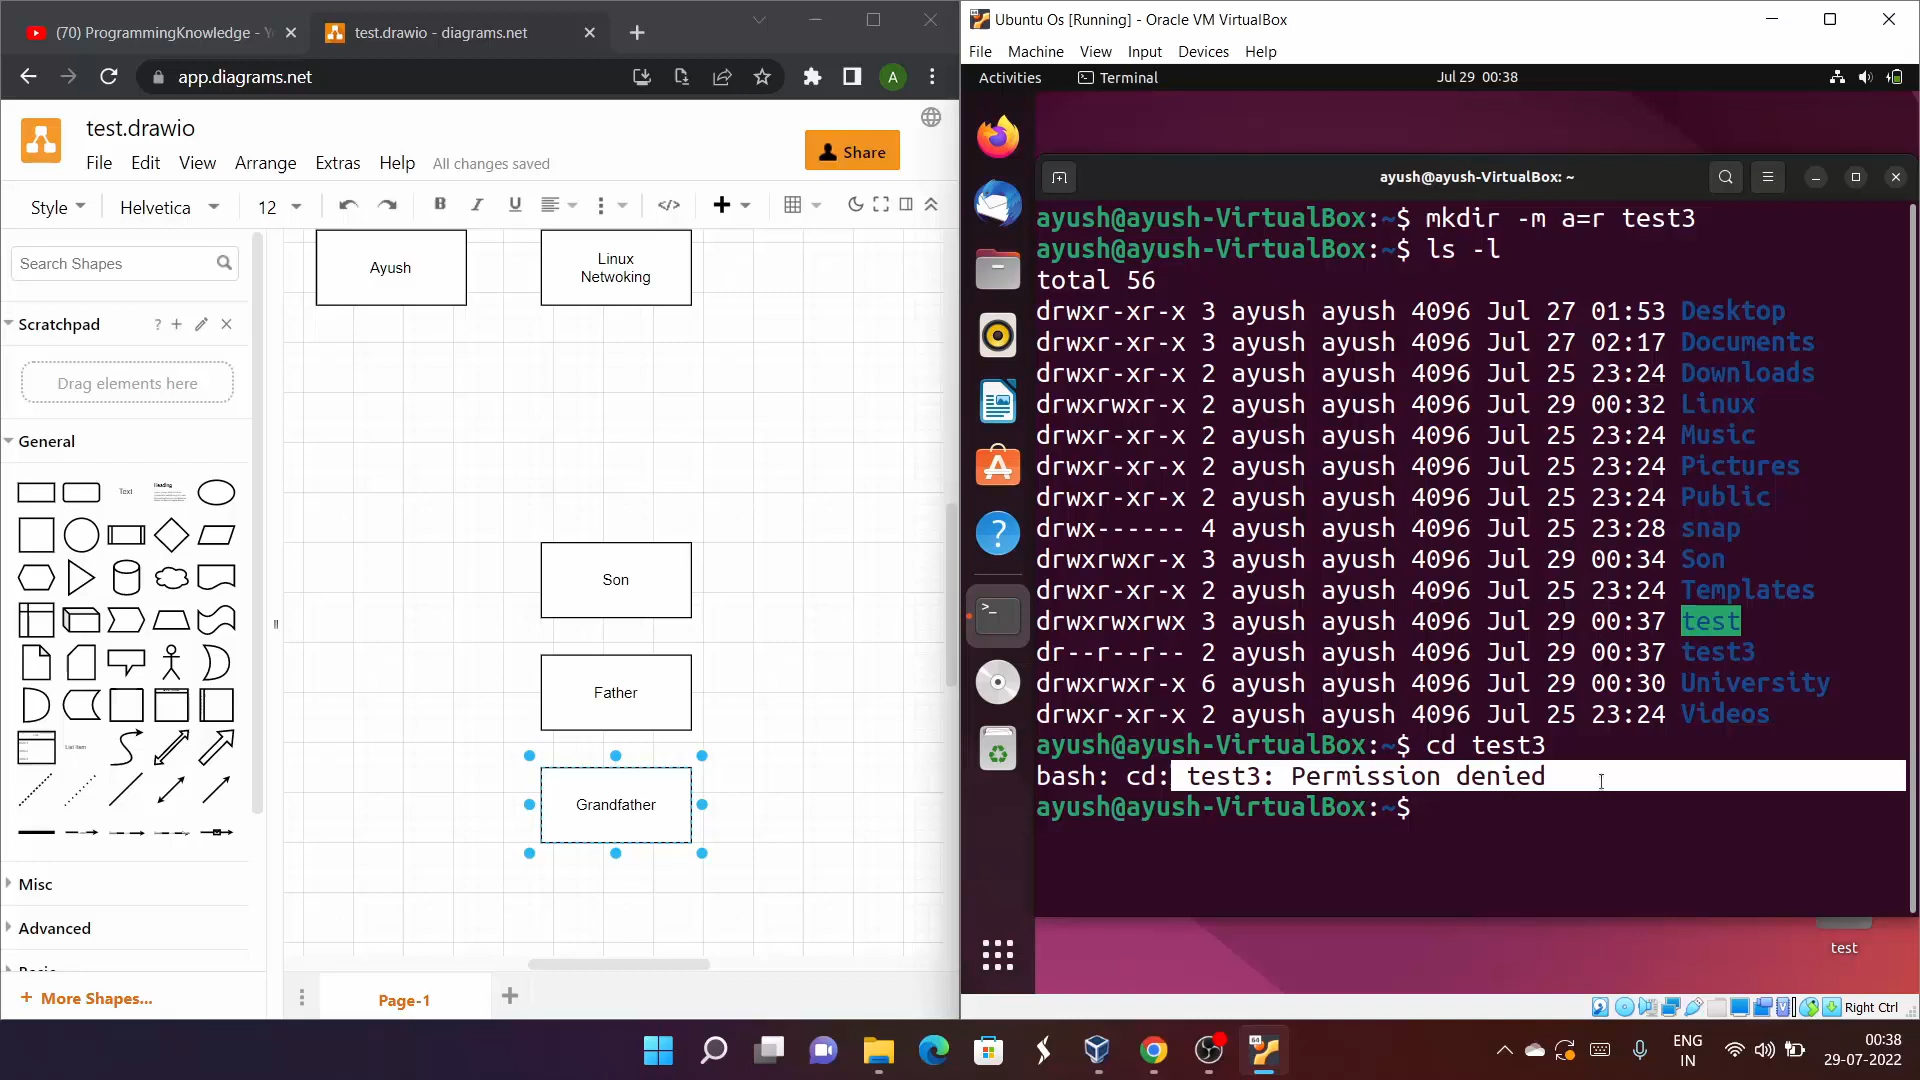 (70) ProgrammingKnowledge - Y
test.drawio - diagrams.net
app.diagrams.net
A
test.drawio
File Edit View Arrange Extras Help All changes saved
Share
Style Helvetica 12 B I U
Search Shapes
Scratchpad ?
Drag elements here
General
Text
Heading
List Item
Misc
Advanced
+ More Shapes...
Ayush
Linux
Netwoking
Son
Father
Grandfather
Page-1
Ubuntu Os [Running] - Oracle VM VirtualBox
File Machine View Input Devices Help
Activities Terminal Jul 29 00:38
ayush@ayush-VirtualBox: ~
ayush@ayush-VirtualBox:~$ mkdir -m a=r test3
ayush@ayush-VirtualBox:~$ ls -l
total 56
drwxr-xr-x 3 ayush ayush 4096 Jul 27 01:53 Desktop
drwxr-xr-x 3 ayush ayush 4096 Jul 27 02:17 Documents
drwxr-xr-x 2 ayush ayush 4096 Jul 25 23:24 Downloads
drwxrwxr-x 2 ayush ayush 4096 Jul 29 00:32 Linux
drwxr-xr-x 2 ayush ayush 4096 Jul 25 23:24 Music
drwxr-xr-x 2 ayush ayush 4096 Jul 25 23:24 Pictures
drwxr-xr-x 2 ayush ayush 4096 Jul 25 23:24 Public
drwx------ 4 ayush ayush 4096 Jul 25 23:28 snap
drwxrwxr-x 3 ayush ayush 4096 Jul 29 00:34 Son
drwxr-xr-x 2 ayush ayush 4096 Jul 25 23:24 Templates
drwxrwxrwx 3 ayush ayush 4096 Jul 29 00:37 test
dr--r--r-- 2 ayush ayush 4096 Jul 29 00:37 test3
drwxrwxr-x 6 ayush ayush 4096 Jul 29 00:30 University
drwxr-xr-x 2 ayush ayush 4096 Jul 25 23:24 Videos
ayush@ayush-VirtualBox:~$ cd test3
bash: cd: test3: Permission denied
ayush@ayush-VirtualBox:~$
test
Right Ctrl
ENG
IN
00:38
29-07-2022